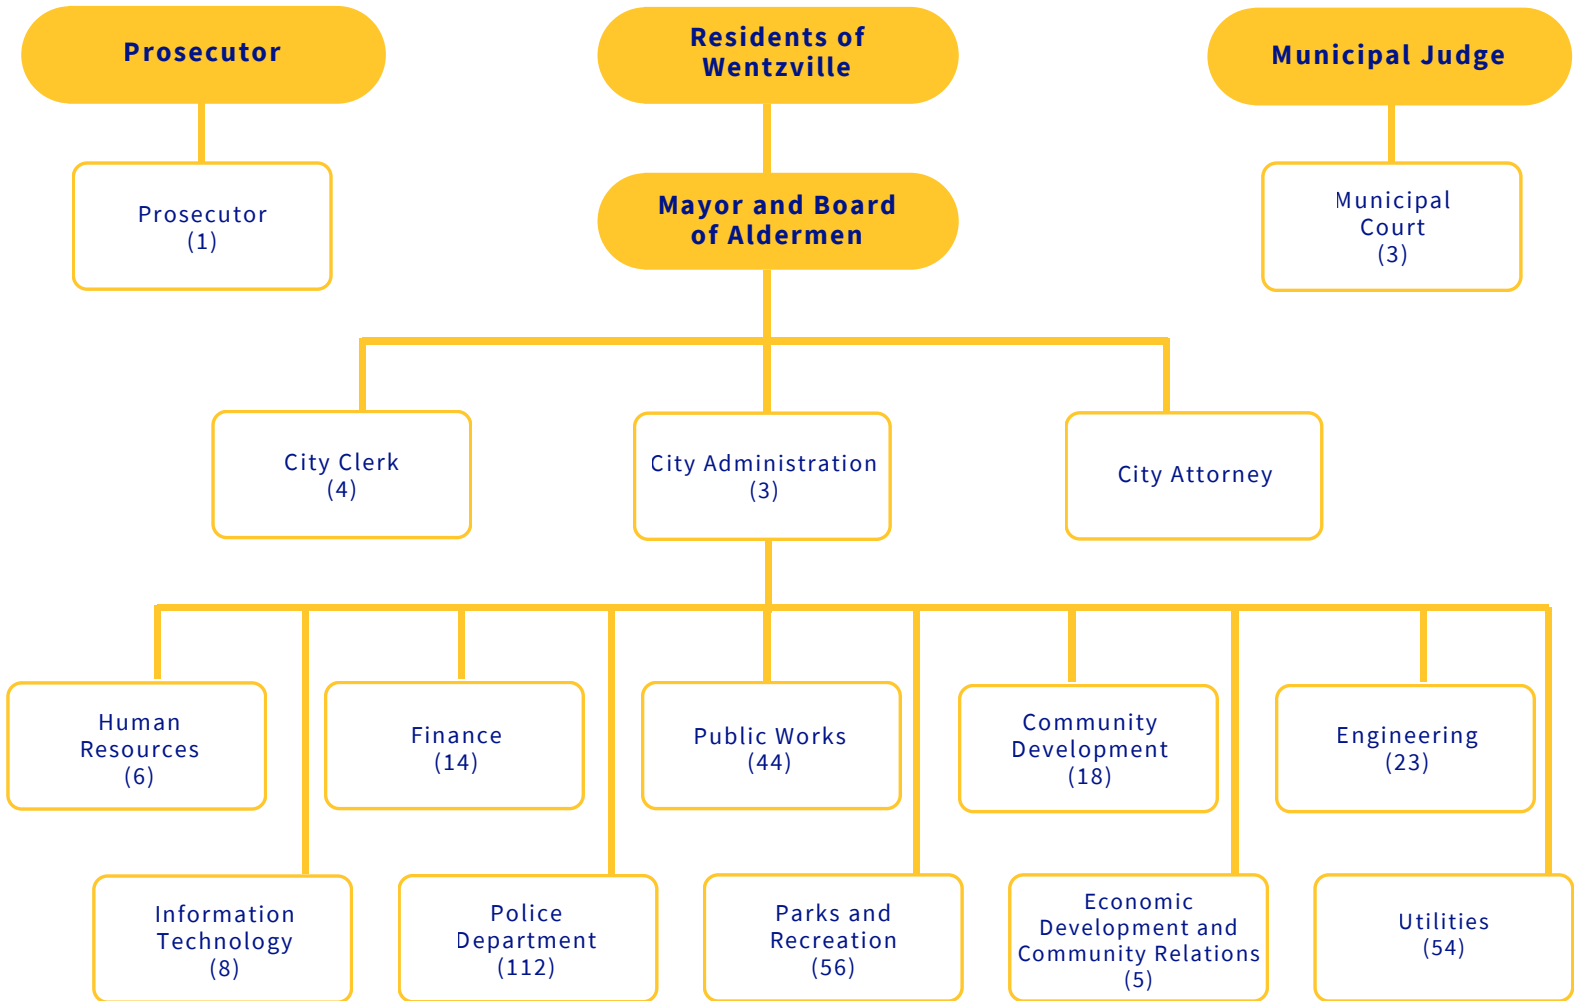 Prosecutor
Residents of
Wentzville
Municipal Judge
Prosecutor
(1)
Mayor and Board
of Aldermen
Municipal
Court
(3)
City Clerk
(4)
City Administration
(3)
City Attorney
Human
Resources
(6)
Finance
(14)
Public Works
(44)
Community
Development
(18)
Engineering
(23)
Information
Technology
(8)
Police
Department
(112)
Parks and
Recreation
(56)
Economic
Development and
Community Relations
(5)
Utilities
(54)